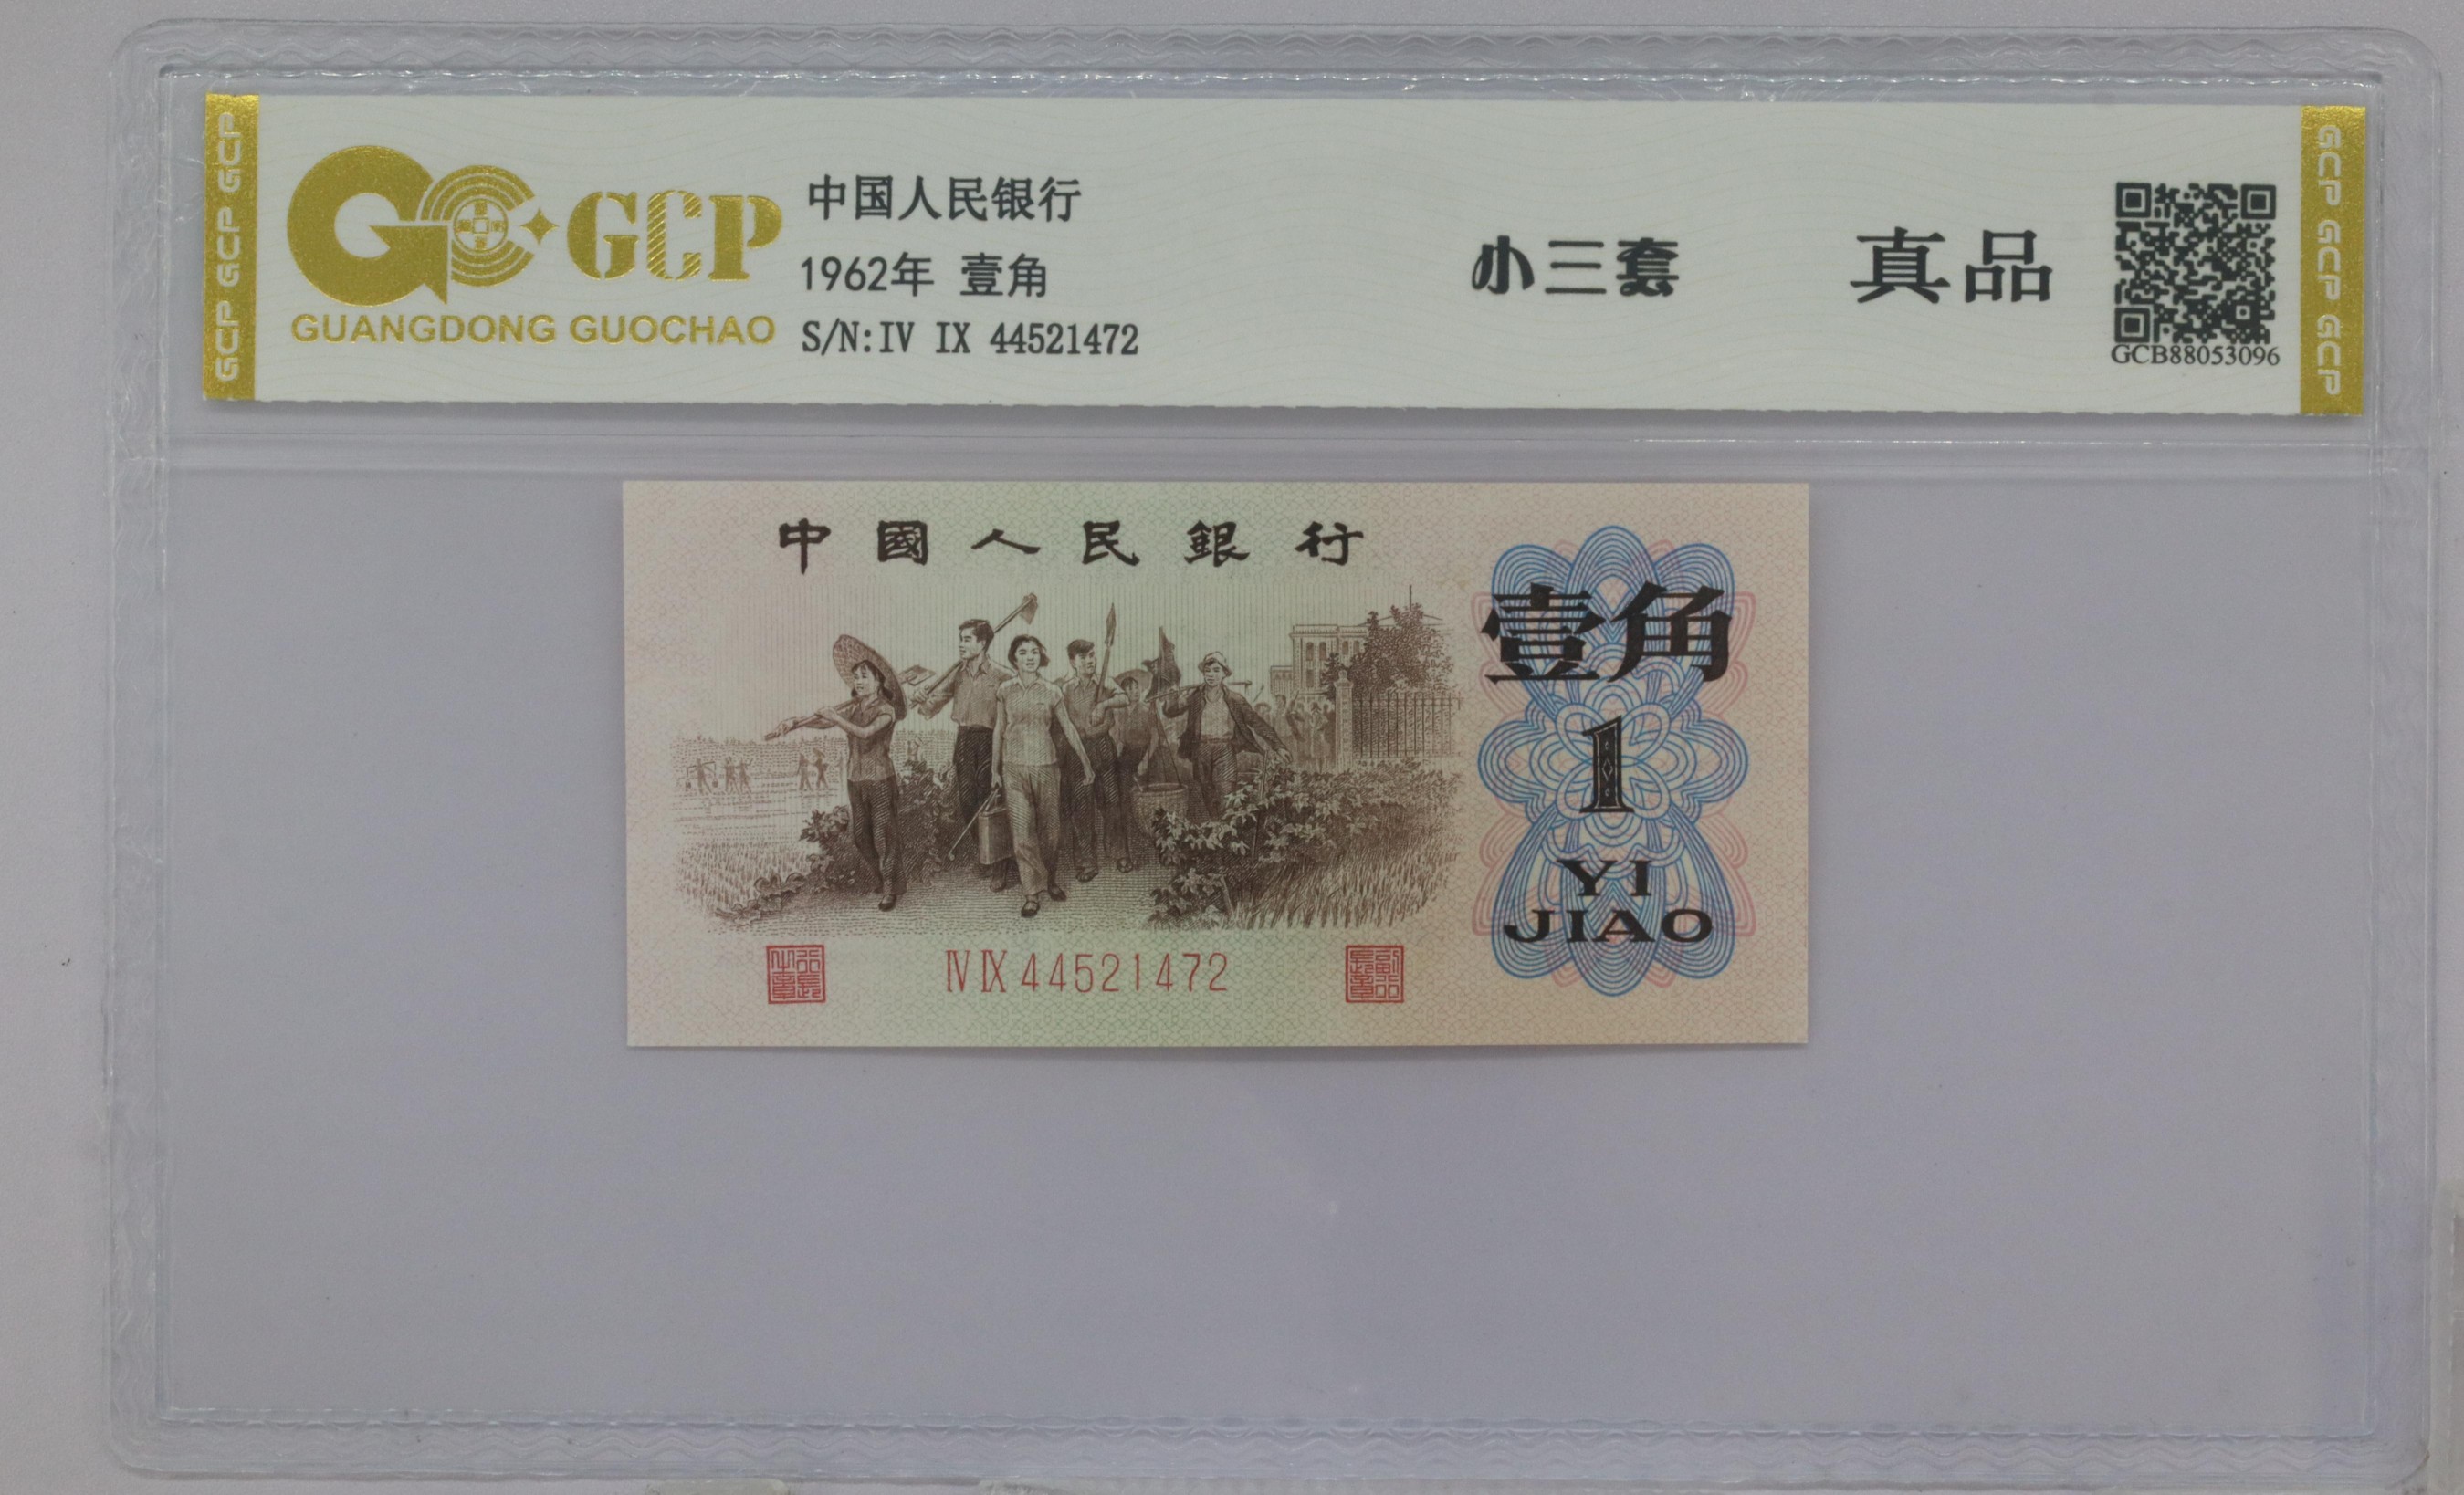 GCP GCP GCP
GCP
GUANGDONG GUOCHAO
中国人民银行
1962年 壹角
S/N:IV IX 44521472
小三套
真品
GCB88053096
GCP GCP GCP
中國人民銀行
壹角
1
YI
JIAO
IV IX 44521472